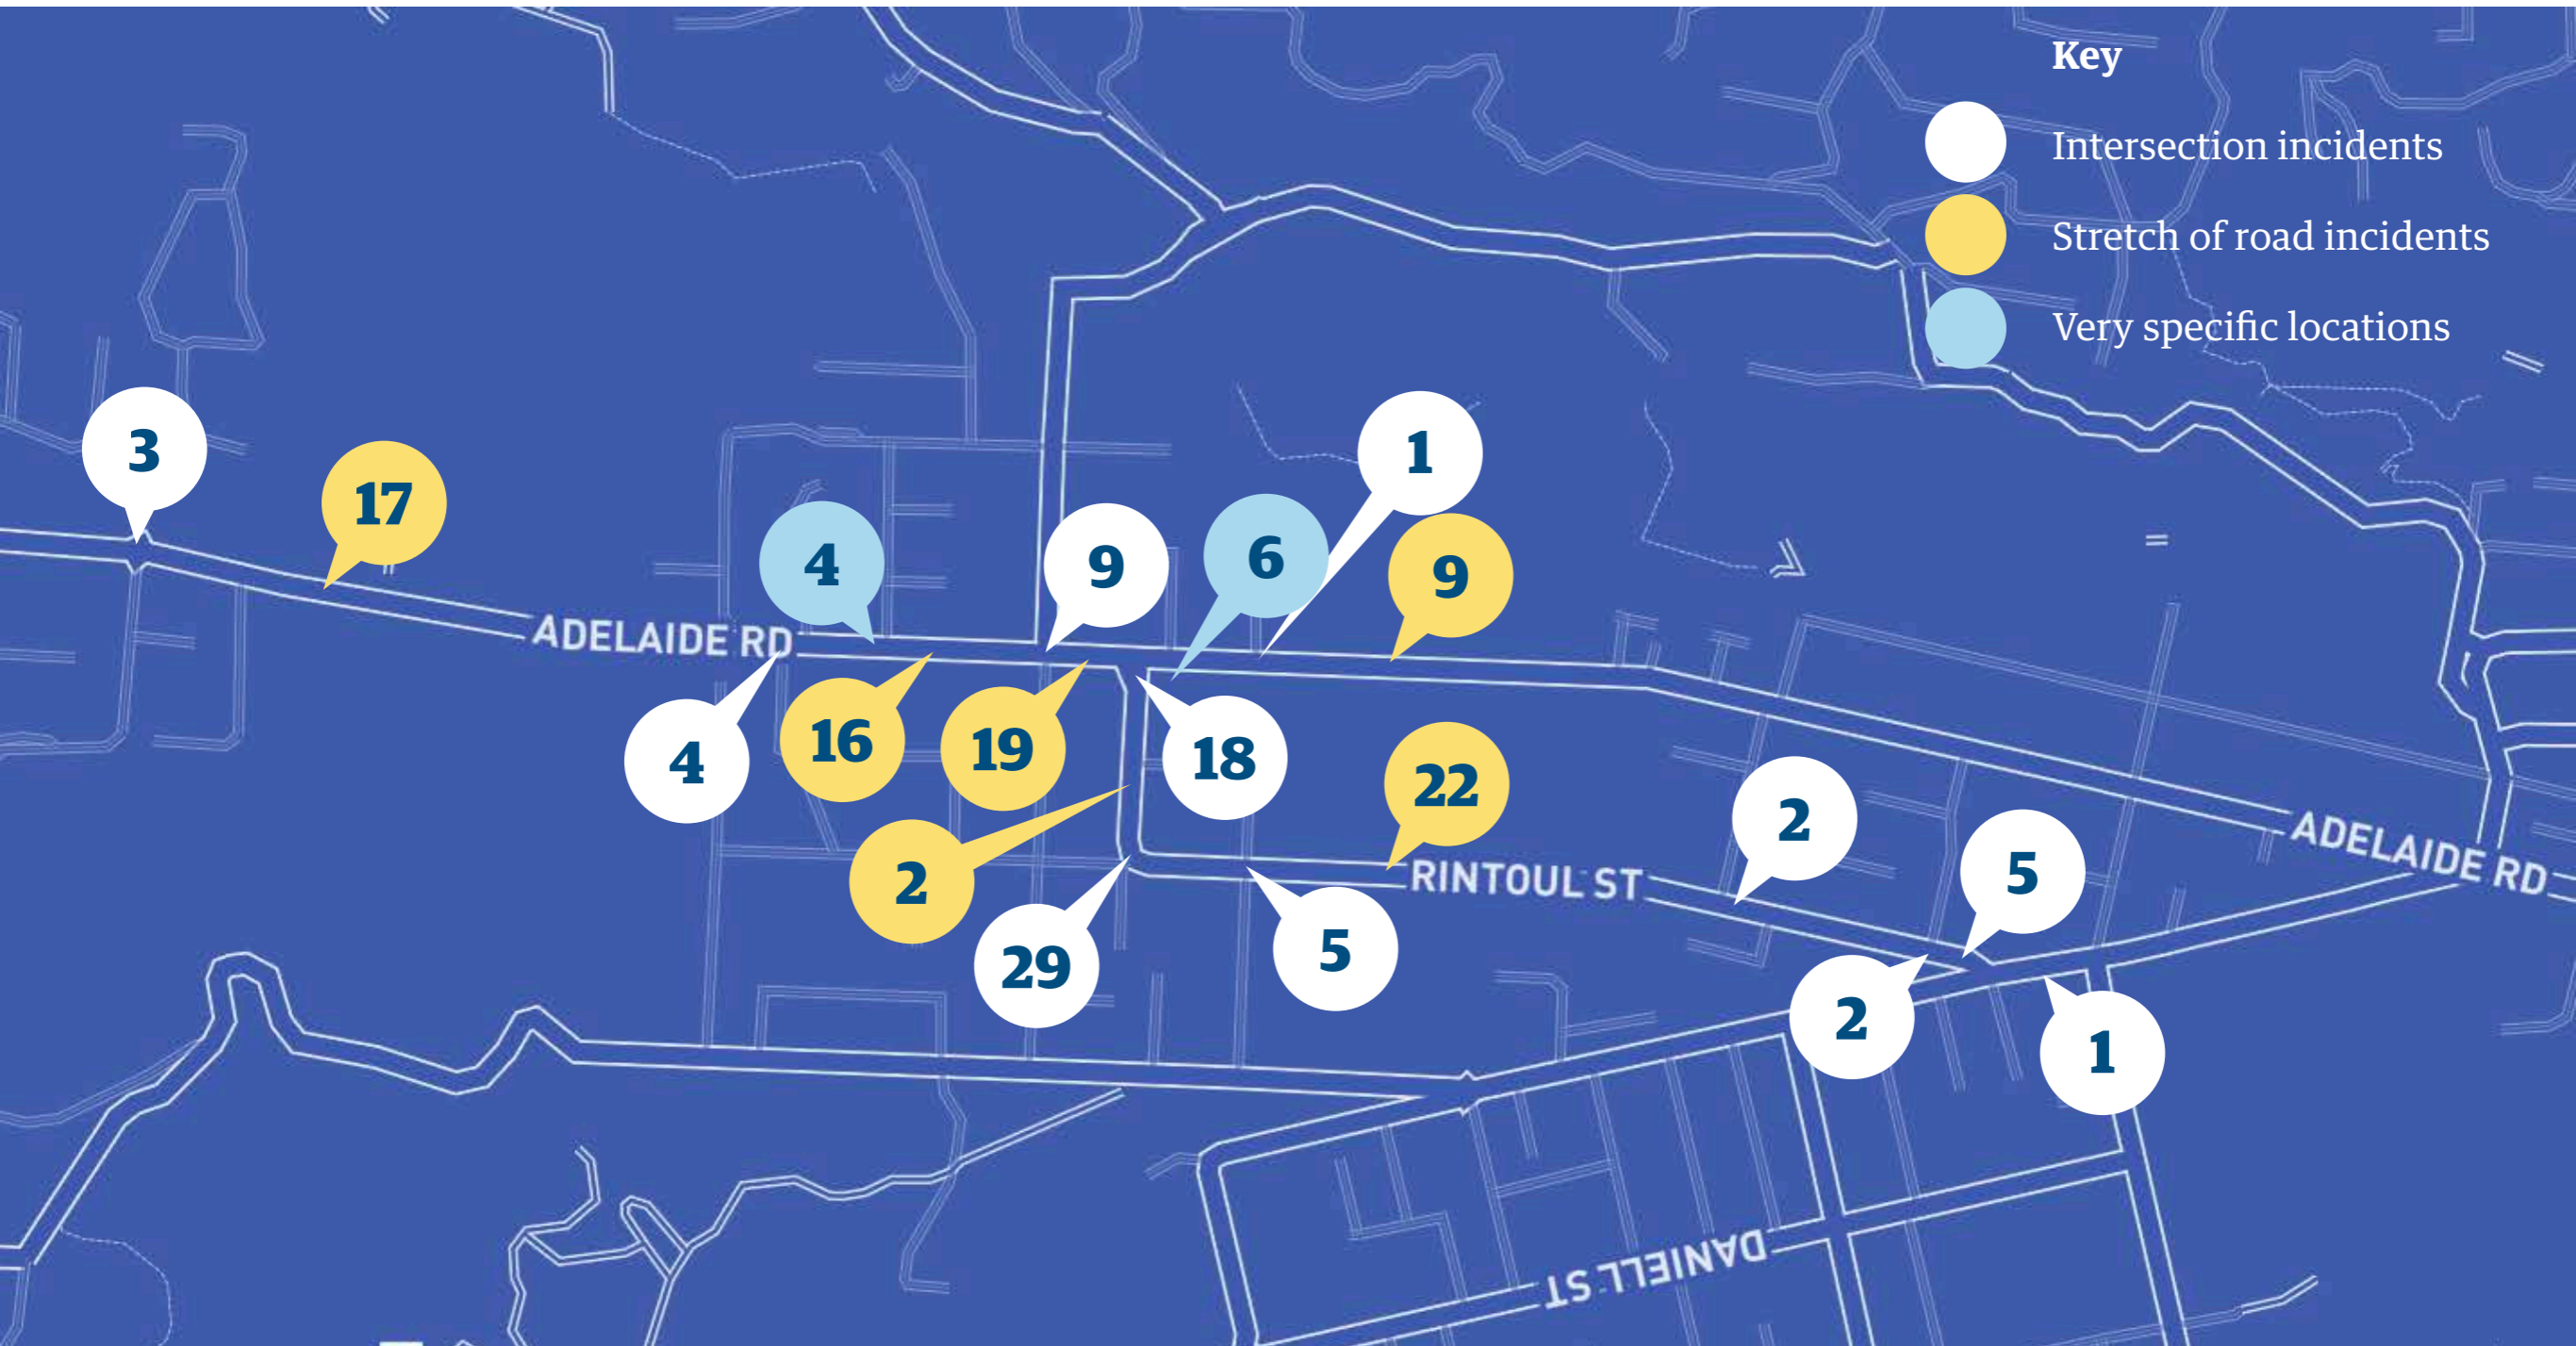 Key
Intersection incidents
Stretch of road incidents
Very specific locations
3
17
1
4
9
6
9
ADELAIDE RD
4
16
19
18
22
2
2
5
ADELAIDE RD
RINTOUL ST
29
5
2
1
DANIELL ST